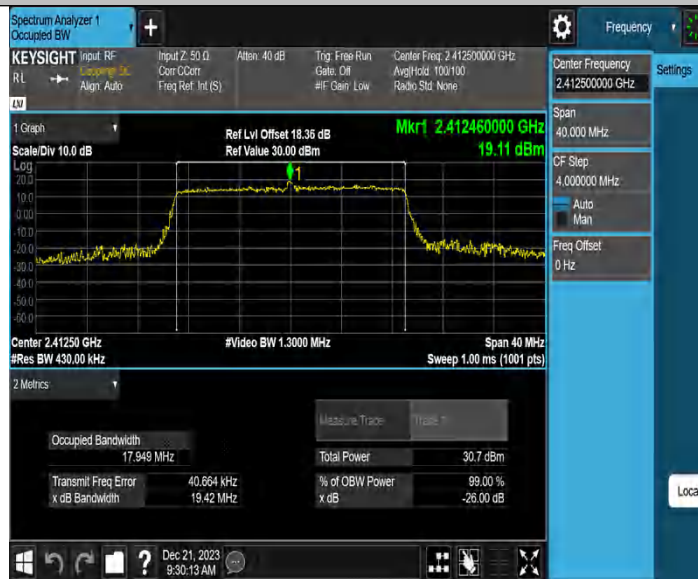 Spectrum Analyzer 1
Occupied BW
Frequency
KEYSIGHT Input: RF
R L
Align: Auto
LXI
Input Z: 50 Ω
Corr CCorr
Freq Ref: Int (S)
Atten: 40 dB
Trig: Free Run
Gate: Off
#IF Gain: Low
Center Freq: 2.412500000 GHz
Avg|Hold: 100/100
Radio Std: None
Center Frequency
2.412500000 GHz
Settings
Span
40.000 MHz
CF Step
4.000000 MHz
Auto
Man
Freq Offset
0 Hz
1 Graph
Scale/Div 10.0 dB
Ref Lvl Offset 18.36 dB
Ref Value 30.00 dBm
Mkr1 2.412460000 GHz
19.11 dBm
Log
20.0
10.0
0.00
-10.0
-20.0
-30.0
-40.0
-50.0
-60.0
1
Center 2.41250 GHz
#Res BW 430.00 kHz
#Video BW 1.3000 MHz
Span 40 MHz
Sweep 1.00 ms (1001 pts)
2 Metrics
Measure Trace
Trace 1
Occupied Bandwidth
17.949 MHz
Total Power 30.7 dBm
Transmit Freq Error 40.664 kHz
% of OBW Power 99.00 %
x dB Bandwidth 19.42 MHz
x dB -26.00 dB
Loca
Dec 21, 2023
9:30:13 AM